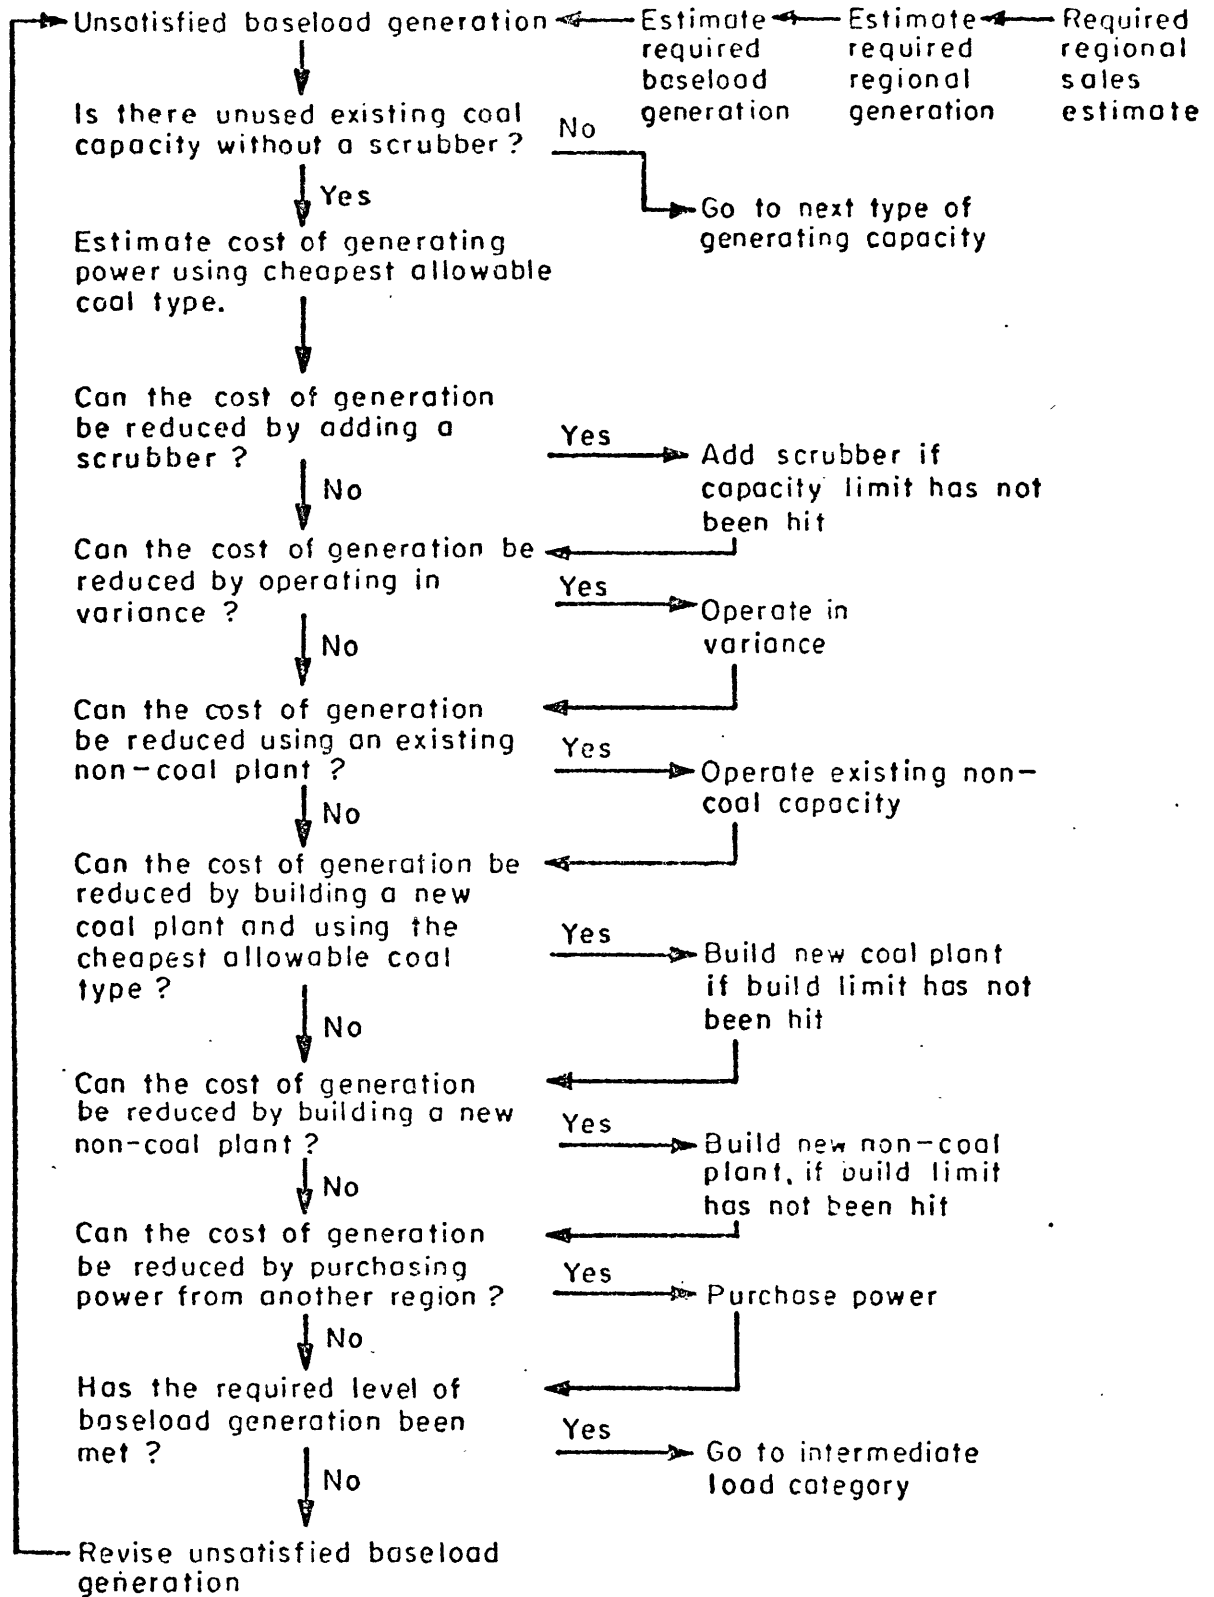 Unsatisfied baseload generation
Estimate
required
baseload
generation
Estimate
required
regional
generation
Required
regional
sales
estimate
Is there unused existing coal
capacity without a scrubber ?
No
Go to next type of
generating capacity
Yes
Estimate cost of generating
power using cheapest allowable
coal type.
Can the cost of generation
be reduced by adding a
scrubber ?
Yes
Add scrubber if
capacity limit has not
been hit
No
Can the cost of generation be
reduced by operating in
variance ?
Yes
Operate in
variance
No
Can the cost of generation
be reduced using an existing
non-coal plant ?
Yes
Operate existing non-
coal capacity
No
Can the cost of generation be
reduced by building a new
coal plant and using the
cheapest allowable coal
type ?
Yes
Build new coal plant
if build limit has not
been hit
No
Can the cost of generation
be reduced by building a new
non-coal plant ?
Yes
Build new non-coal
plant, if build limit
has not been hit
No
Can the cost of generation
be reduced by purchasing
power from another region ?
Yes
Purchase power
No
Has the required level of
baseload generation been
met ?
Yes
Go to intermediate
load category
No
Revise unsatisfied baseload
generation